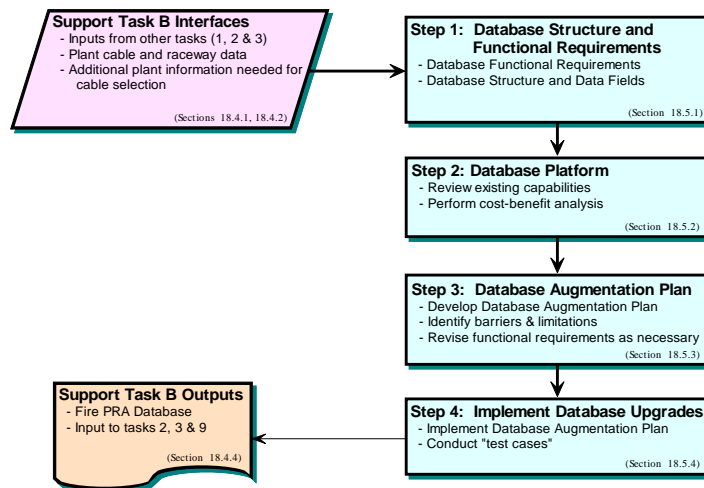 Support Task B Interfaces
- Inputs from other tasks (1, 2 & 3)
- Plant cable and raceway data
- Additional plant information needed for
cable selection
(Sections 18.4.1, 18.4.2)
Step 1: Database Structure and
Functional Requirements
- Database Functional Requirements
- Database Structure and Data Fields
(Section 18.5.1)
Step 2: Database Platform
- Review existing capabilities
- Perform cost-benefit analysis
(Section 18.5.2)
Step 3: Database Augmentation Plan
- Develop Database Augmentation Plan
- Identify barriers & limitations
- Revise functional requirements as necessary
(Section 18.5.3)
Step 4: Implement Database Upgrades
- Implement Database Augmentation Plan
- Conduct "test cases"
(Section 18.5.4)
Support Task B Outputs
- Fire PRA Database
- Input to tasks 2, 3 & 9
(Section 18.4.4)